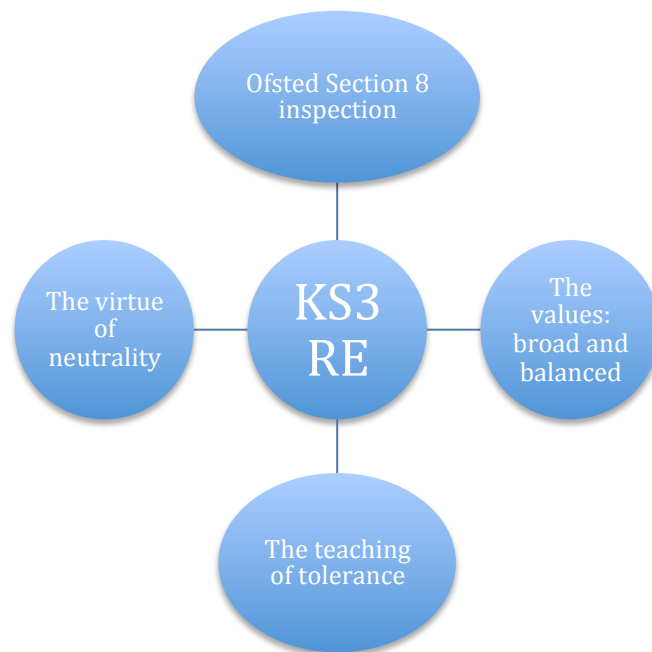 Ofsted Section 8
inspection
The virtue
of
neutrality
KS3
RE
The
values:
broad and
balanced
The teaching
of tolerance